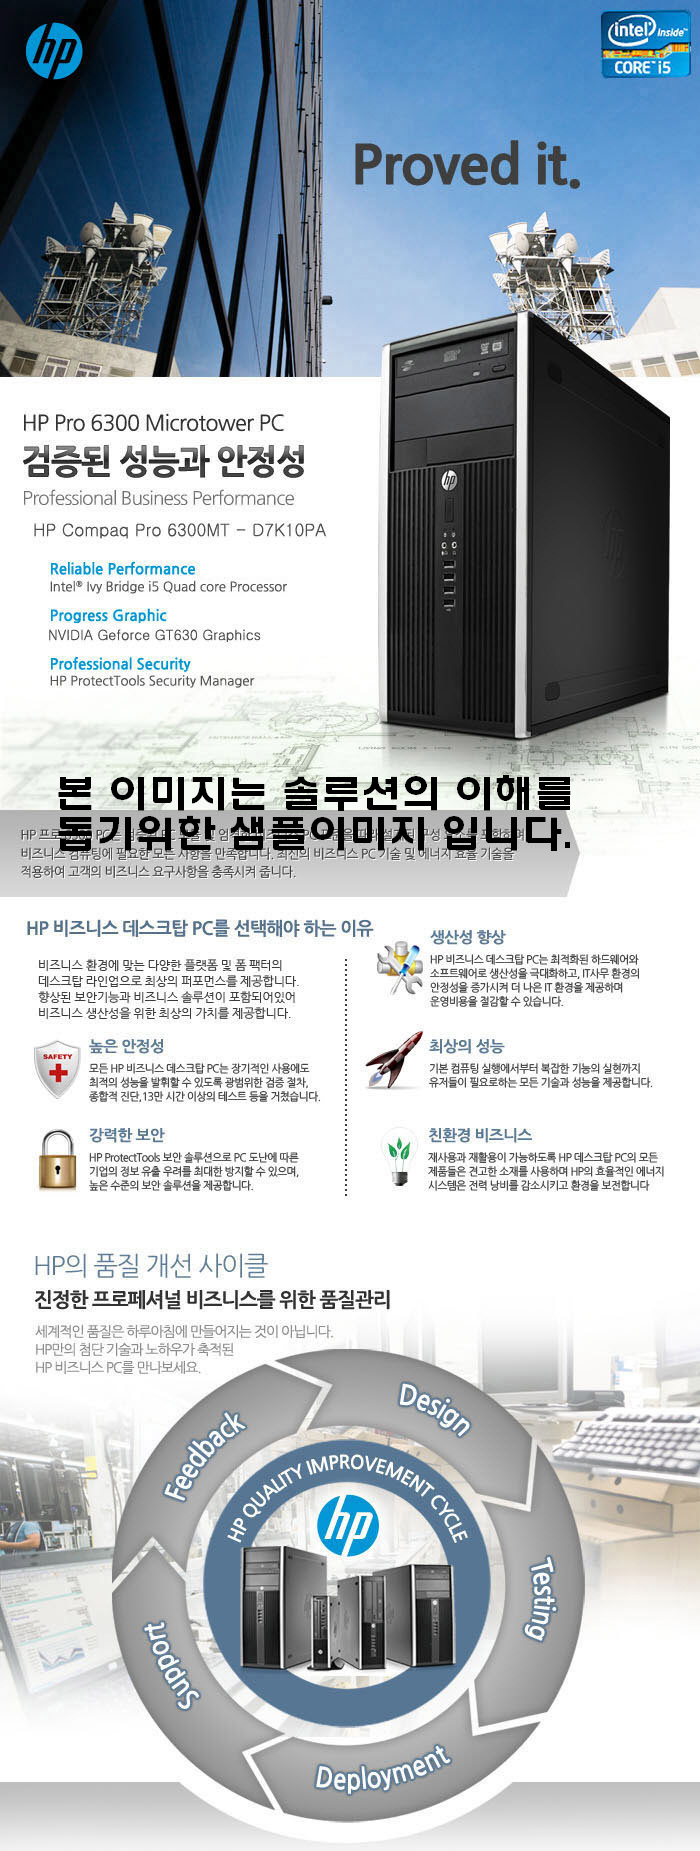 hp
intel inside™
CORE™ i5
Proved it.
HP Pro 6300 Microtower PC
검증된 성능과 안정성
Professional Business Performance
HP Compaq Pro 6300MT - D7K10PA
Reliable Performance
Intel® Ivy Bridge i5 Quad core Processor
Progress Graphic
NVIDIA Geforce GT630 Graphics
Professional Security
HP ProtectTools Security Manager
본 이미지는 솔루션의 이해를
돕기위한 샘플이미지 입니다.
HP
비즈니스 컴퓨팅에 필요한 모든 사항을 만족합니다. 최신의 비즈니스 PC 기술 및 에너지 효율 기술을
적용하여 고객의 비즈니스 요구사항을 충족시켜 줍니다.
HP 비즈니스 데스크탑 PC를 선택해야 하는 이유
비즈니스 환경에 맞는 다양한 플랫폼 및 폼 팩터의
데스크탑 라인업으로 최상의 퍼포먼스를 제공합니다.
향상된 보안기능과 비즈니스 솔루션이 포함되어있어
비즈니스 생산성을 위한 최상의 가치를 제공합니다.
SAFETY
높은 안정성
모든 HP 비즈니스 데스크탑 PC는 장기적인 사용에도
최적의 성능을 발휘할 수 있도록 광범위한 검증 절차,
종합적 진단,13만 시간 이상의 테스트 등을 거쳤습니다.
강력한 보안
HP ProtectTools 보안 솔루션으로 PC 도난에 따른
기업의 정보 유출 우려를 최대한 방지할 수 있으며,
높은 수준의 보안 솔루션을 제공합니다.
생산성 향상
HP 비즈니스 데스크탑 PC는 최적화된 하드웨어와
소프트웨어로 생산성을 극대화하고, IT사무 환경의
안정성을 증가시켜 더 나은 IT 환경을 제공하며
운영비용을 절감할 수 있습니다.
최상의 성능
기본 컴퓨팅 실행에서부터 복잡한 기능의 실현까지
유저들이 필요로하는 모든 기술과 성능을 제공합니다.
친환경 비즈니스
재사용과 재활용이 가능하도록 HP 데스크탑 PC의 모든
제품들은 견고한 소재를 사용하며 HP의 효율적인 에너지
시스템은 전력 낭비를 감소시키고 환경을 보전합니다
HP의 품질 개선 사이클
진정한 프로페셔널 비즈니스를 위한 품질관리
세계적인 품질은 하루아침에 만들어지는 것이 아닙니다.
HP만의 첨단 기술과 노하우가 축적된
HP 비즈니스 PC를 만나보세요.
Design
Testing
Deployment
Support
Feedback
HP QUALITY IMPROVEMENT CYCLE
hp